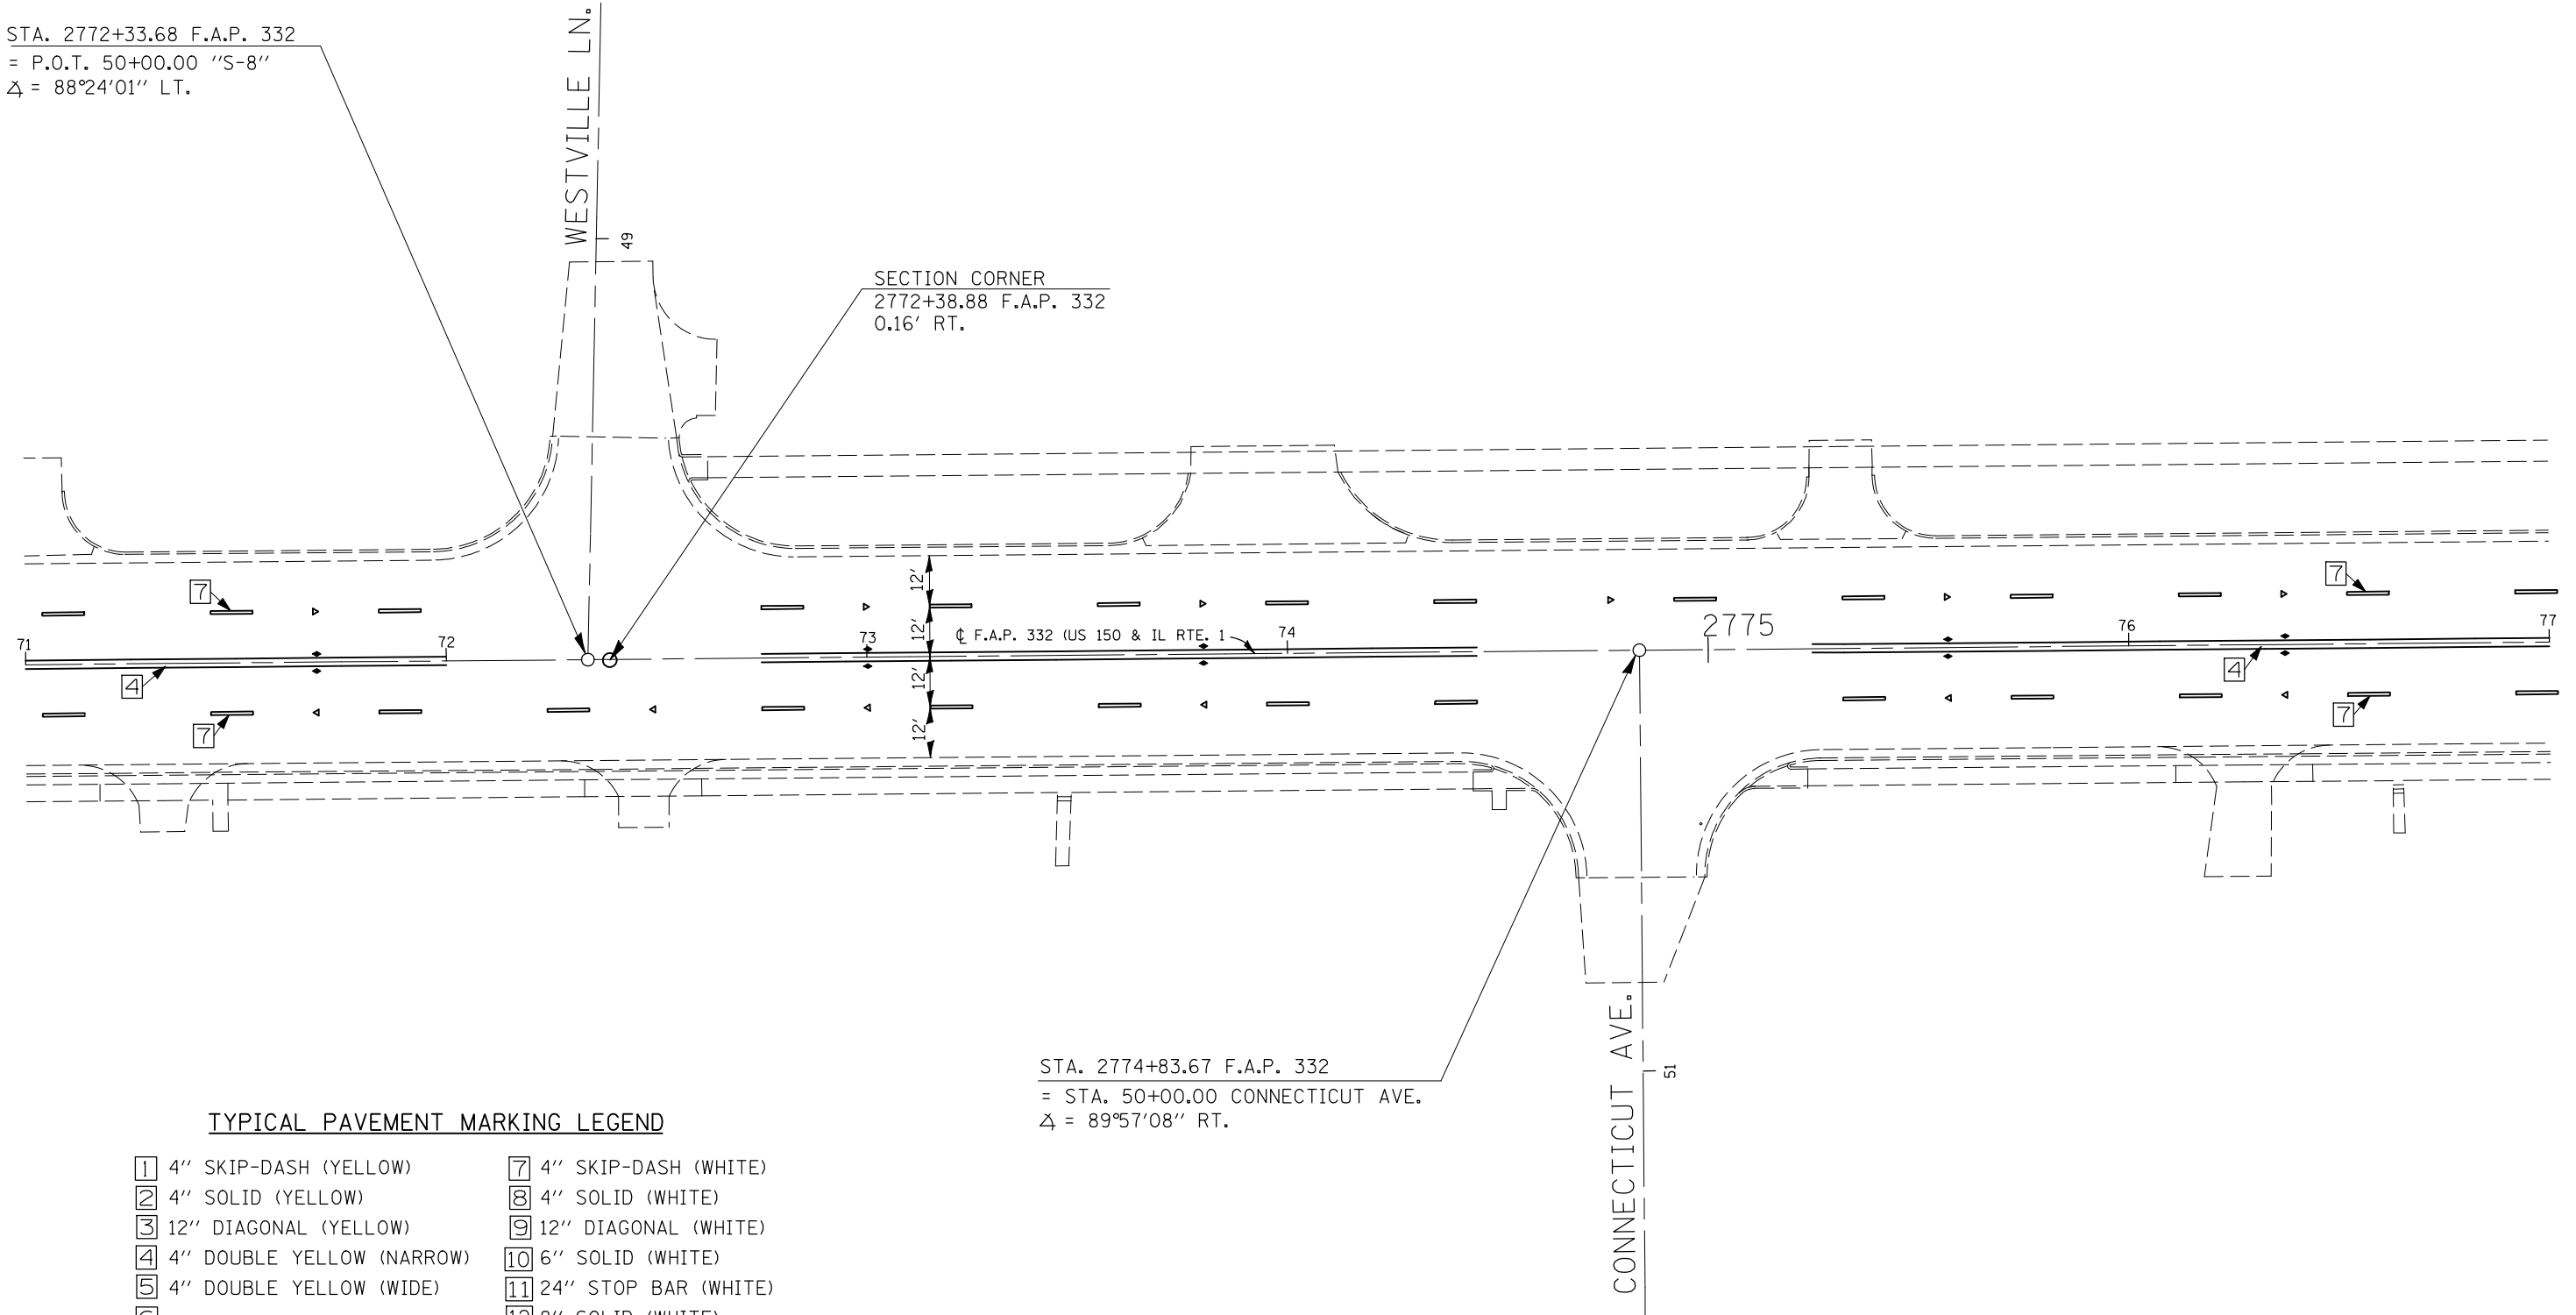 STA. 2772+33.68 F.A.P. 332
= P.O.T. 50+00.00 "S-8"
∡ = 88°24'01" LT.
WESTVILLE LN.
49
SECTION CORNER
2772+38.88 F.A.P. 332
0.16' RT.
7
7
12'
12'
71
72
73
℄ F.A.P. 332 (US 150 & IL RTE. 1
74
2775
76
77
4
4
12'
12'
7
7
STA. 2774+83.67 F.A.P. 332
= STA. 50+00.00 CONNECTICUT AVE.
∡ = 89°57'08" RT.
CONNECTICUT AVE.
51
TYPICAL PAVEMENT MARKING LEGEND
1 4" SKIP-DASH (YELLOW)
2 4" SOLID (YELLOW)
3 12" DIAGONAL (YELLOW)
4 4" DOUBLE YELLOW (NARROW)
5 4" DOUBLE YELLOW (WIDE)
7 4" SKIP-DASH (WHITE)
8 4" SOLID (WHITE)
9 12" DIAGONAL (WHITE)
10 6" SOLID (WHITE)
11 24" STOP BAR (WHITE)